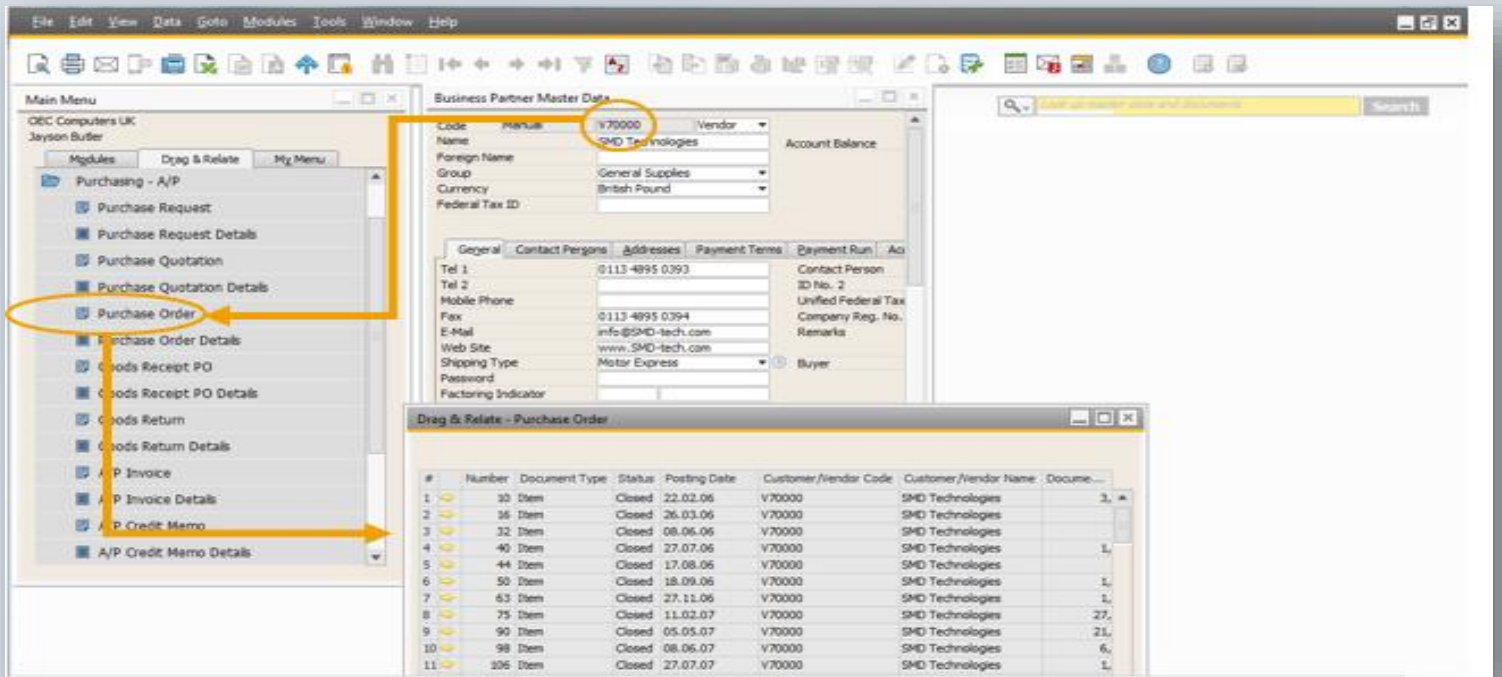 File Edit View Data Goto Modules Tools Window Help
Main Menu
OEC Computers UK
Jayson Butler
Modules Drag & Relate My Menu
Purchasing - A/P
Purchase Request
Purchase Request Details
Purchase Quotation
Purchase Quotation Details
Purchase Order
Purchase Order Details
Goods Receipt PO
Goods Receipt PO Details
Goods Return
Goods Return Details
A/P Invoice
A/P Invoice Details
A/P Credit Memo
A/P Credit Memo Details
Business Partner Master Data
Code Manual V70000 Vendor
Name SMD Technologies Account Balance
Foreign Name
Group General Supplies
Currency British Pound
Federal Tax ID
General Contact Persons Addresses Payment Terms Payment Run Acc
Tel 1 0113 4895 0393 Contact Person
Tel 2 ID No. 2
Mobile Phone Unified Federal Tax
Fax 0113 4895 0394 Company Reg. No.
E-Mail info@SMD-tech.com Remarks
Web Site www.SMD-tech.com
Shipping Type Motor Express Buyer
Password
Factoring Indicator
Search
Drag & Relate - Purchase Order
# Number Document Type Status Posting Date Customer/Vendor Code Customer/Vendor Name Docume...
1 10 Item Closed 22.02.06 V70000 SMD Technologies 3,
2 16 Item Closed 26.03.06 V70000 SMD Technologies
3 32 Item Closed 08.06.06 V70000 SMD Technologies
4 40 Item Closed 27.07.06 V70000 SMD Technologies 1,
5 44 Item Closed 17.08.06 V70000 SMD Technologies
6 50 Item Closed 18.09.06 V70000 SMD Technologies 1,
7 63 Item Closed 27.11.06 V70000 SMD Technologies 1,
8 75 Item Closed 11.02.07 V70000 SMD Technologies 27,
9 90 Item Closed 05.05.07 V70000 SMD Technologies 21,
10 98 Item Closed 08.06.07 V70000 SMD Technologies 6,
11 106 Item Closed 27.07.07 V70000 SMD Technologies 1,